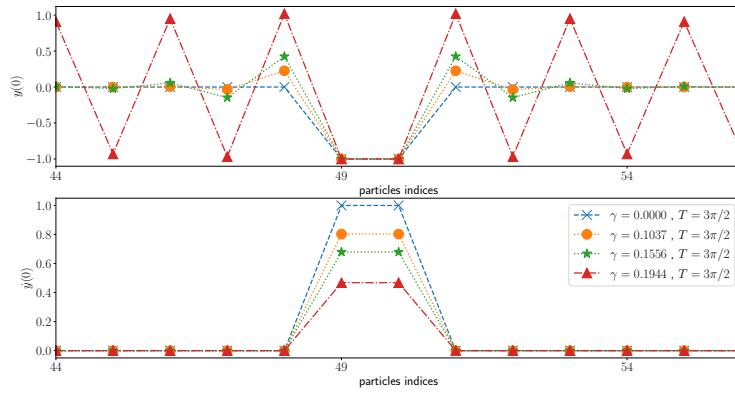 1.0
0.5
0.0
−0.5
−1.0
y(0)
44
49
54
particles indices
1.0
0.8
0.6
0.4
0.2
0.0
ẏ(0)
γ = 0.0000 , T = 3π/2
γ = 0.1037 , T = 3π/2
γ = 0.1556 , T = 3π/2
γ = 0.1944 , T = 3π/2
44
49
54
particles indices